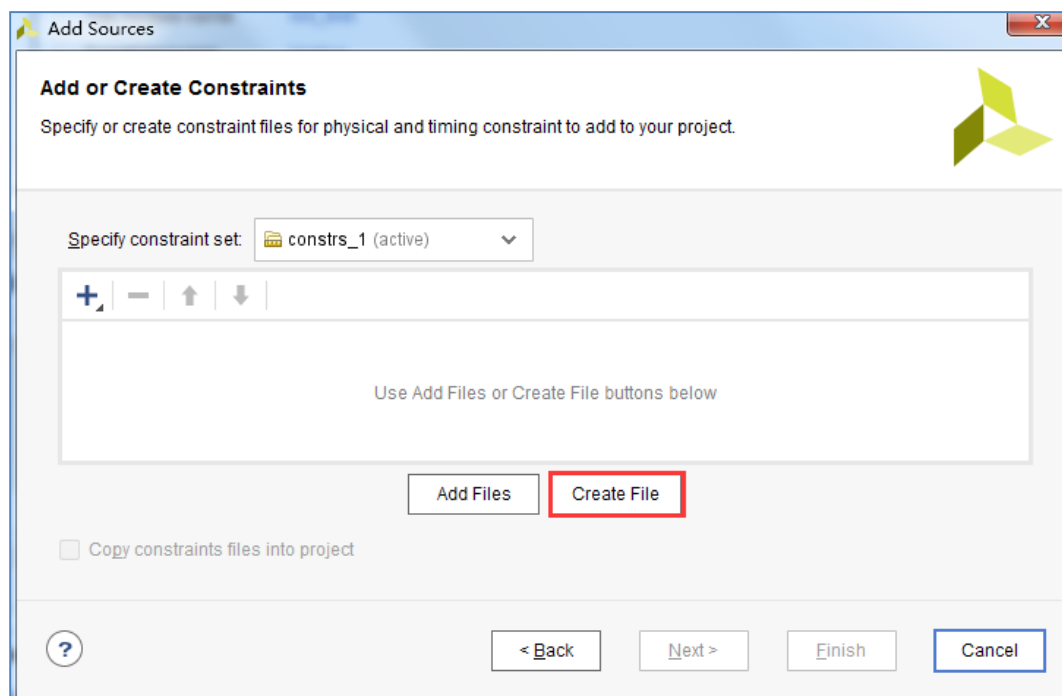 Add Sources
X
Add or Create Constraints
Specify or create constraint files for physical and timing constraint to add to your project.
Specify constraint set: constrs_1 (active)
Use Add Files or Create File buttons below
Add Files Create File
Copy constraints files into project
? < Back Next > Finish Cancel